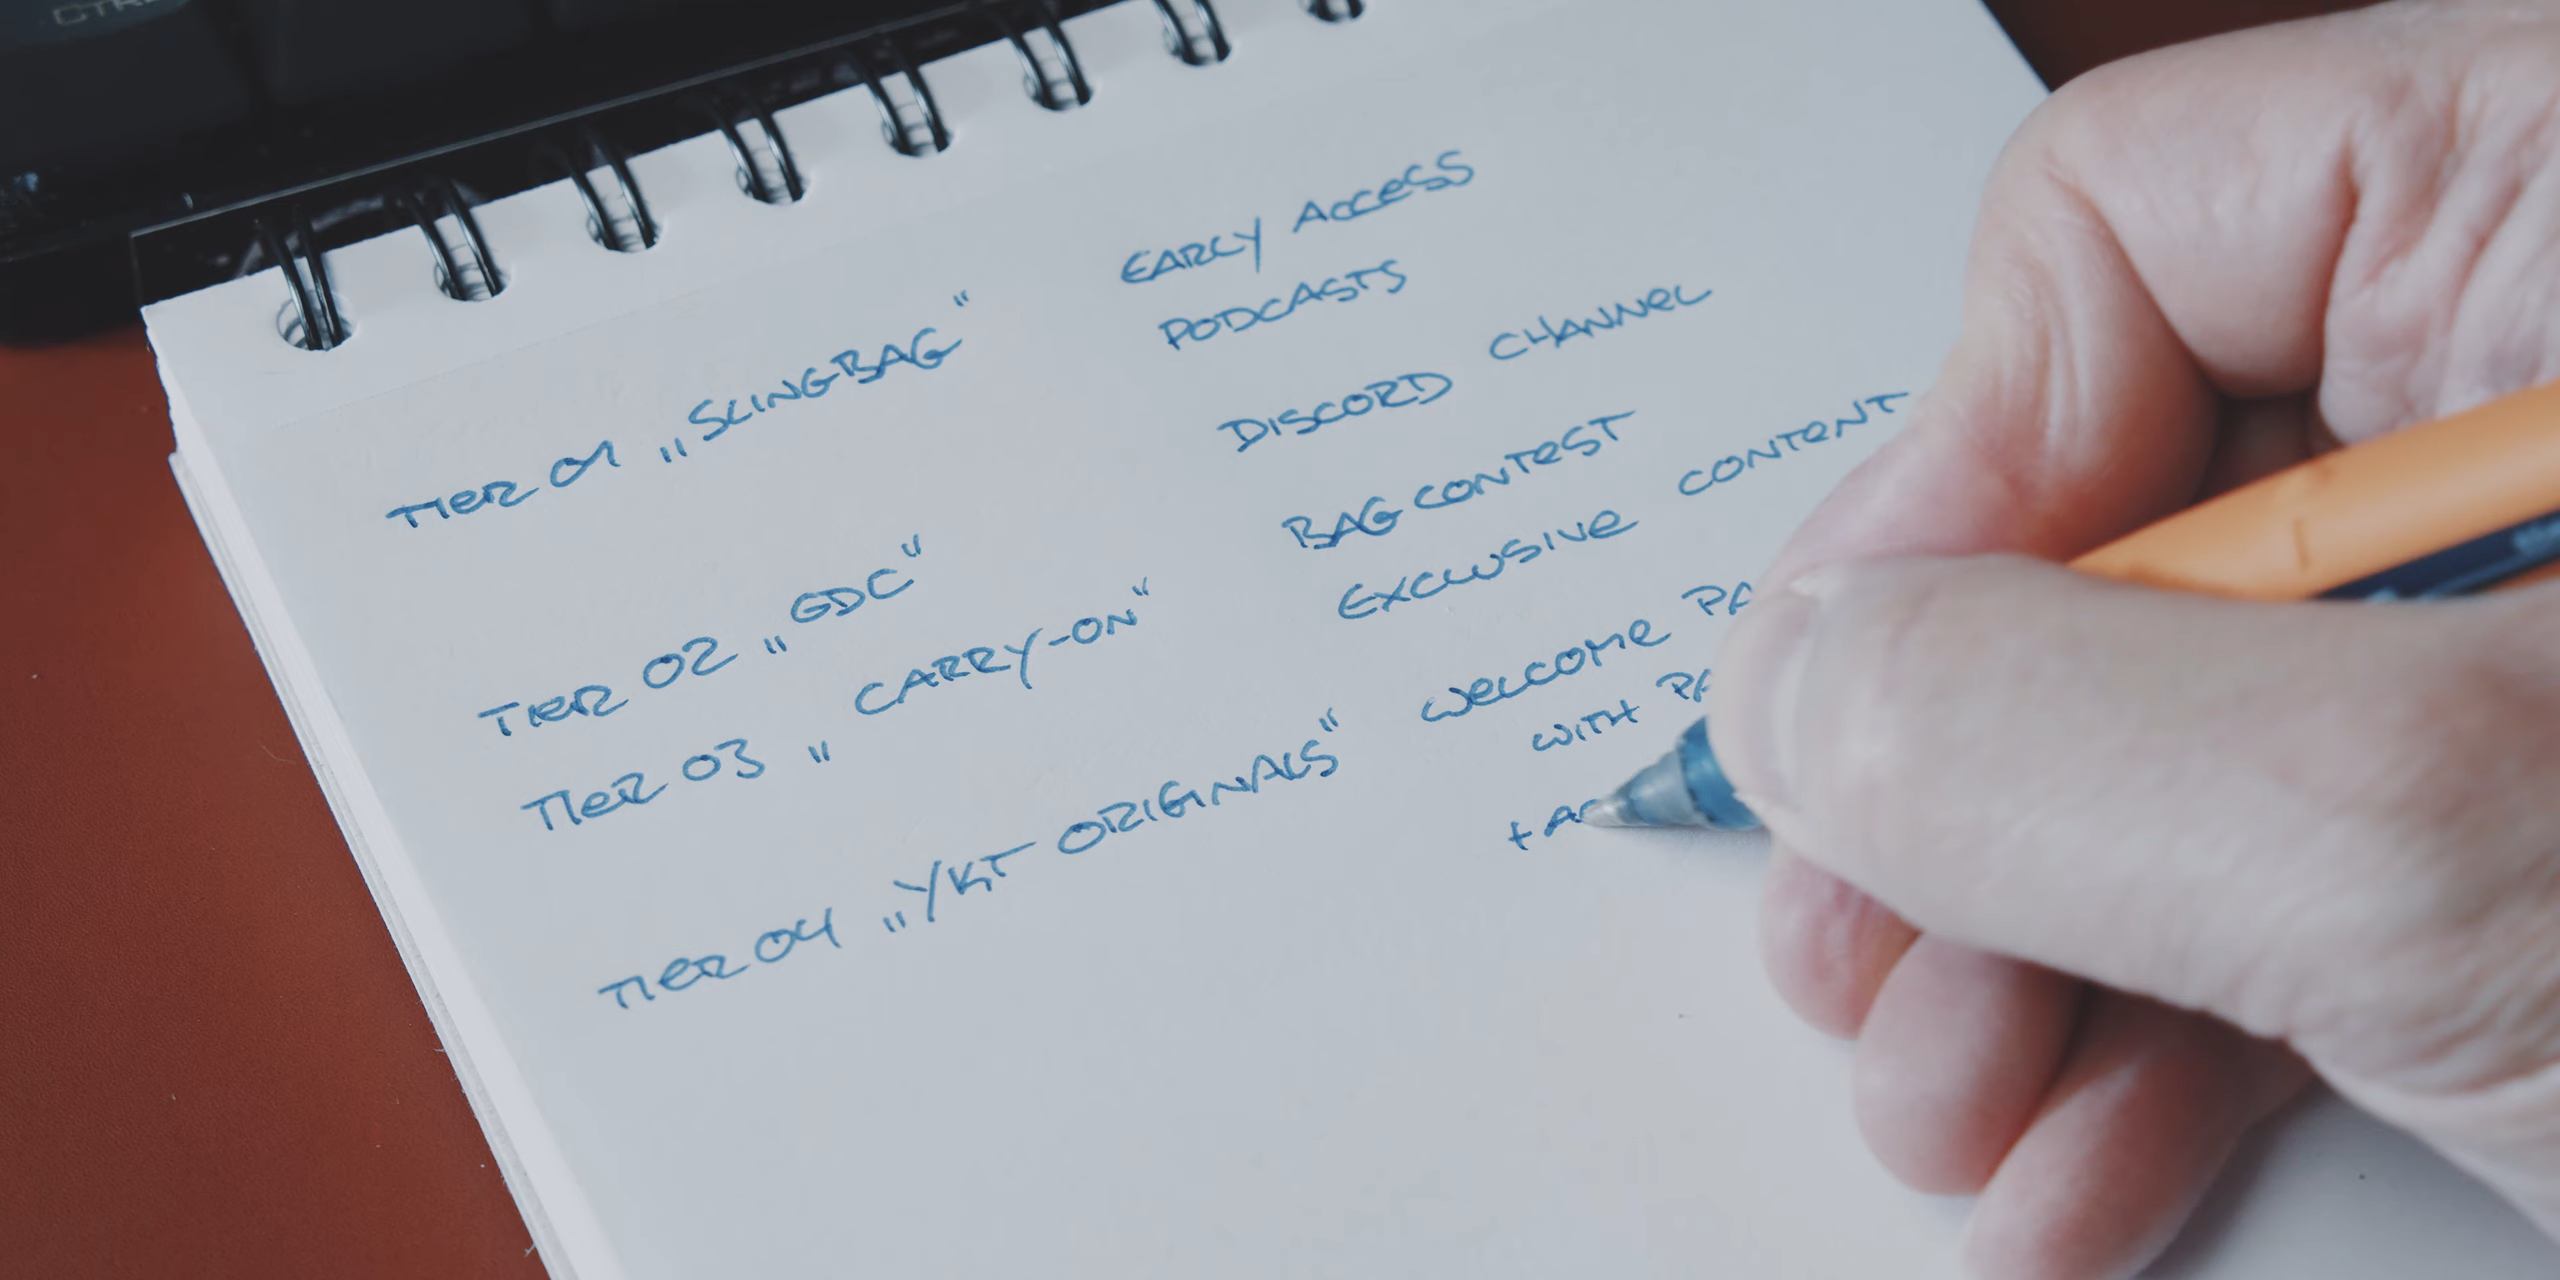 CTRL
TIER 01 „SLINGBAG“ EARLY ACCESS
PODCASTS
TIER 02 „GDC“ DISCORD CHANNEL
TIER 03 „CARRY-ON“ BAG CONTEST
EXCLUSIVE CONTENT
TIER 04 „YKT ORIGINALS“ WELCOME
WITH
+